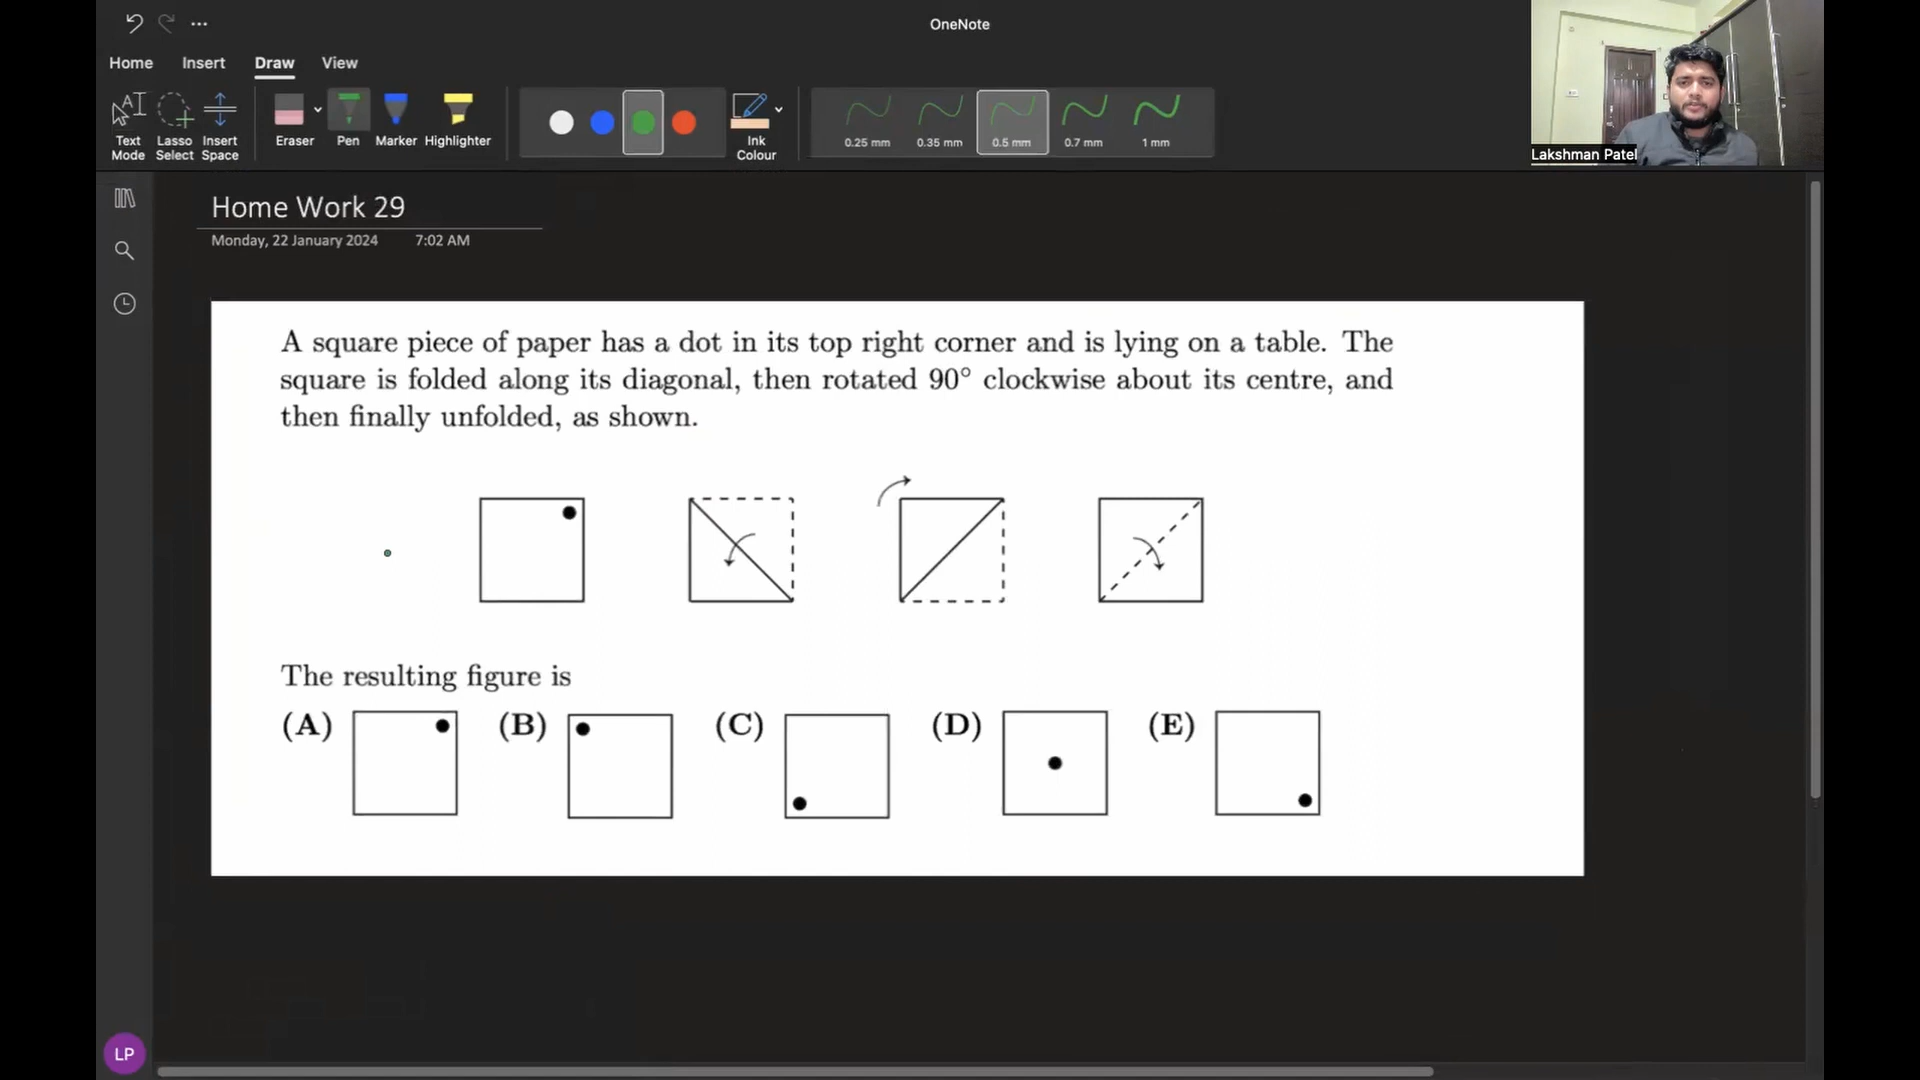 OneNote
Home Insert Draw View
Text Mode
Lasso Select
Insert Space
Eraser
Pen
Marker
Highlighter
Ink Colour
0.25 mm
0.35 mm
0.5 mm
0.7 mm
1 mm
Lakshman Patel
Home Work 29
Monday, 22 January 2024 7:02 AM
A square piece of paper has a dot in its top right corner and is lying on a table. The
square is folded along its diagonal, then rotated 90° clockwise about its centre, and
then finally unfolded, as shown.
The resulting figure is
(A) (B) (C) (D) (E)
LP